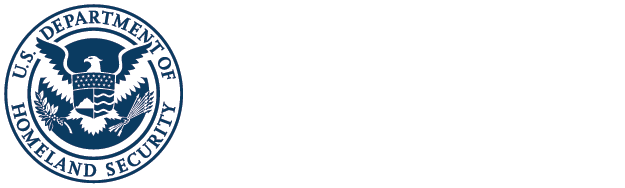 U.S. DEPARTMENT OF
HOMELAND SECURITY